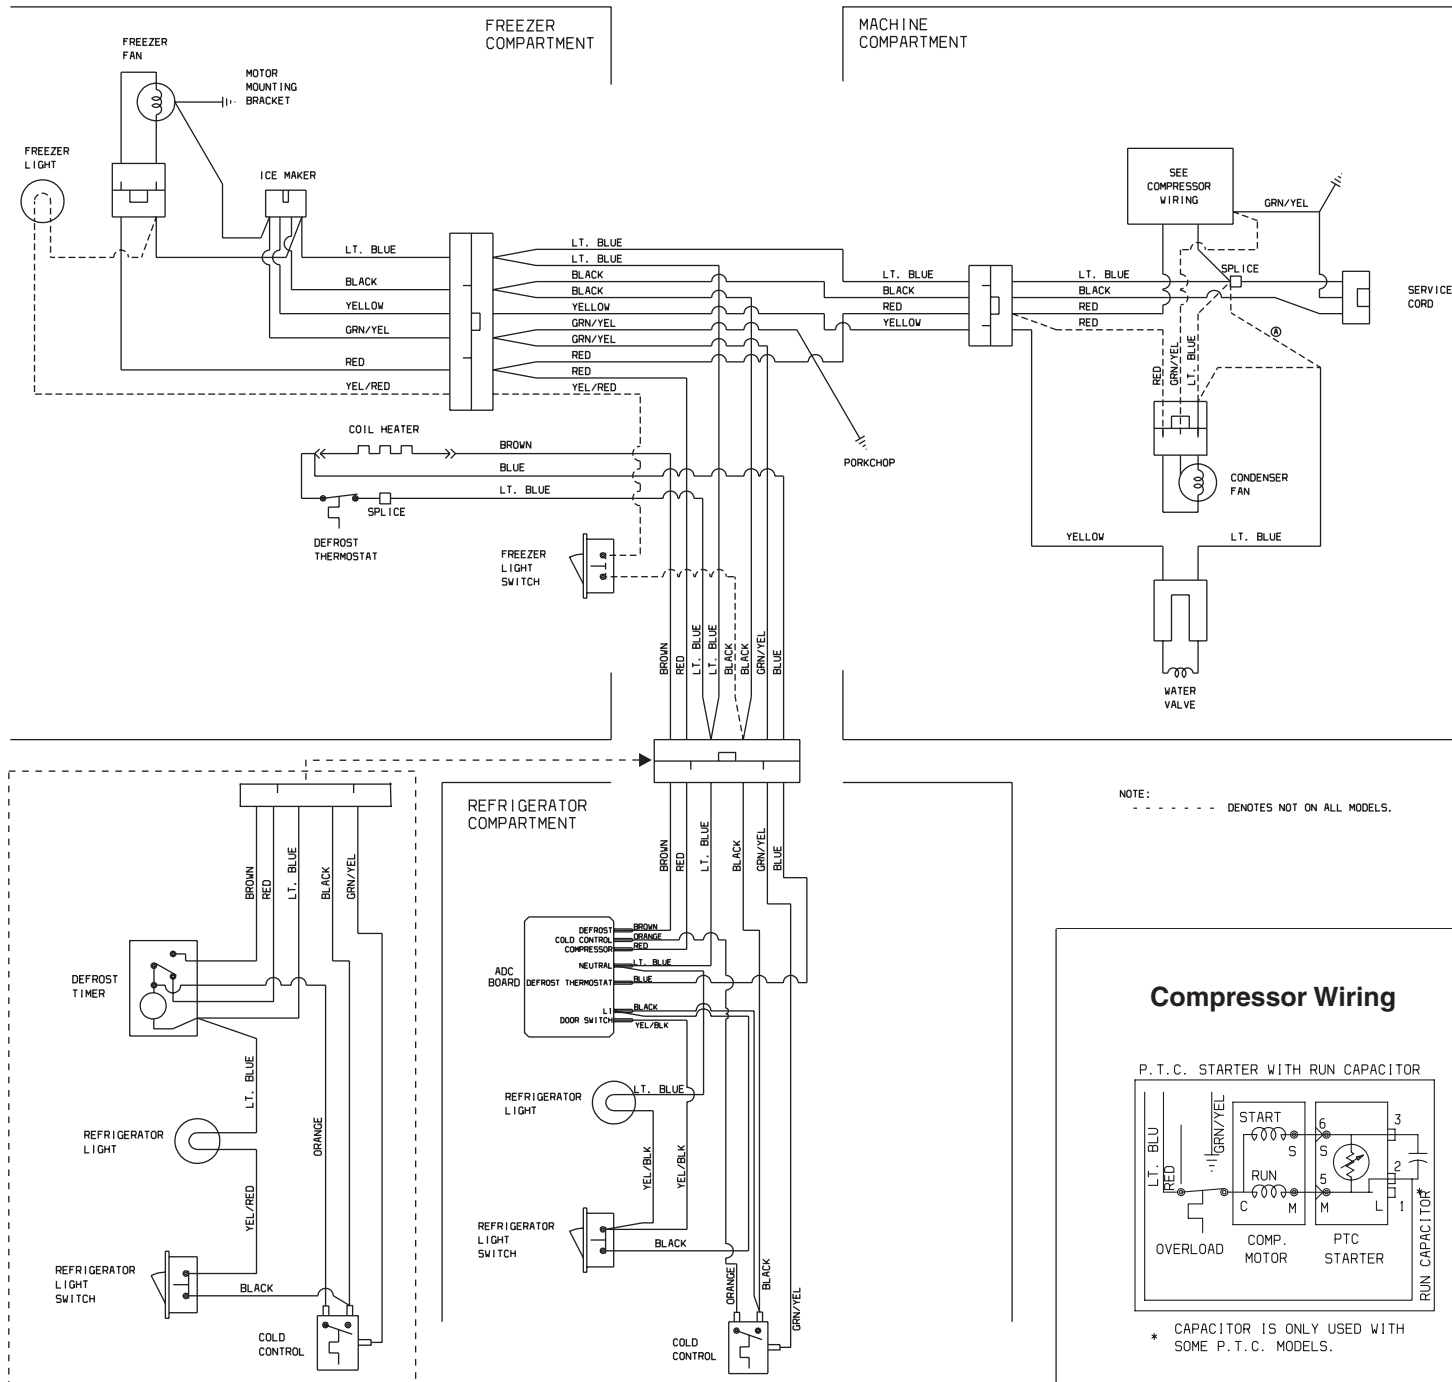 FREEZER
COMPARTMENT
MACHINE
COMPARTMENT
FREEZER
FAN
MOTOR
MOUNTING
BRACKET
FREEZER
LIGHT
ICE MAKER
LT. BLUE
BLACK
YELLOW
GRN/YEL
RED
YEL/RED
LT. BLUE
LT. BLUE
BLACK
BLACK
YELLOW
GRN/YEL
GRN/YEL
RED
RED
YEL/RED
LT. BLUE
BLACK
RED
YELLOW
LT. BLUE
BLACK
RED
RED
SEE
COMPRESSOR
WIRING
GRN/YEL
SPLICE
SERVICE
CORD
A
RED
GRN/YEL
LT. BLUE
CONDENSER
FAN
YELLOW
LT. BLUE
WATER
VALVE
PORKCHOP
COIL HEATER
BROWN
BLUE
LT. BLUE
SPLICE
DEFROST
THERMOSTAT
FREEZER
LIGHT
SWITCH
BROWN
RED
LT. BLUE
LT. BLUE
BLACK
BLACK
GRN/YEL
BLUE
NOTE:
- - - - - - - DENOTES NOT ON ALL MODELS.
BROWN
RED
LT. BLUE
BLACK
GRN/YEL
DEFROST
TIMER
LT. BLUE
REFRIGERATOR
LIGHT
ORANGE
YEL/RED
REFRIGERATOR
LIGHT
SWITCH
BLACK
COLD
CONTROL
REFRIGERATOR
COMPARTMENT
BROWN
RED
LT. BLUE
BLACK
GRN/YEL
BLUE
ADC
BOARD
DEFROST
COLD CONTROL
COMPRESSOR
NEUTRAL
DEFROST THERMOSTAT
L1
DOOR SWITCH
BROWN
ORANGE
RED
LT. BLUE
BLUE
BLACK
YEL/BLK
REFRIGERATOR
LIGHT
LT. BLUE
YEL/BLK
YEL/BLK
REFRIGERATOR
LIGHT
SWITCH
BLACK
ORANGE
BLACK
GRN/YEL
COLD
CONTROL
Compressor Wiring
P.T.C. STARTER WITH RUN CAPACITOR
LT. BLU
RED
GRN/YEL
START
S
6
S
3
RUN
2
5
C
M
M
L
1
OVERLOAD
COMP.
MOTOR
PTC
STARTER
*
RUN CAPACITOR
* CAPACITOR IS ONLY USED WITH
SOME P.T.C. MODELS.